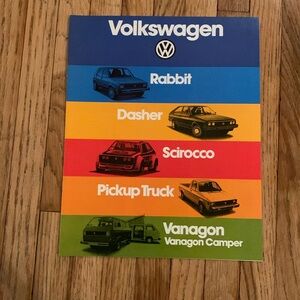 Volkswagen
Rabbit
Dasher
Scirocco
Pickup Truck
Vanagon
Vanagon Camper